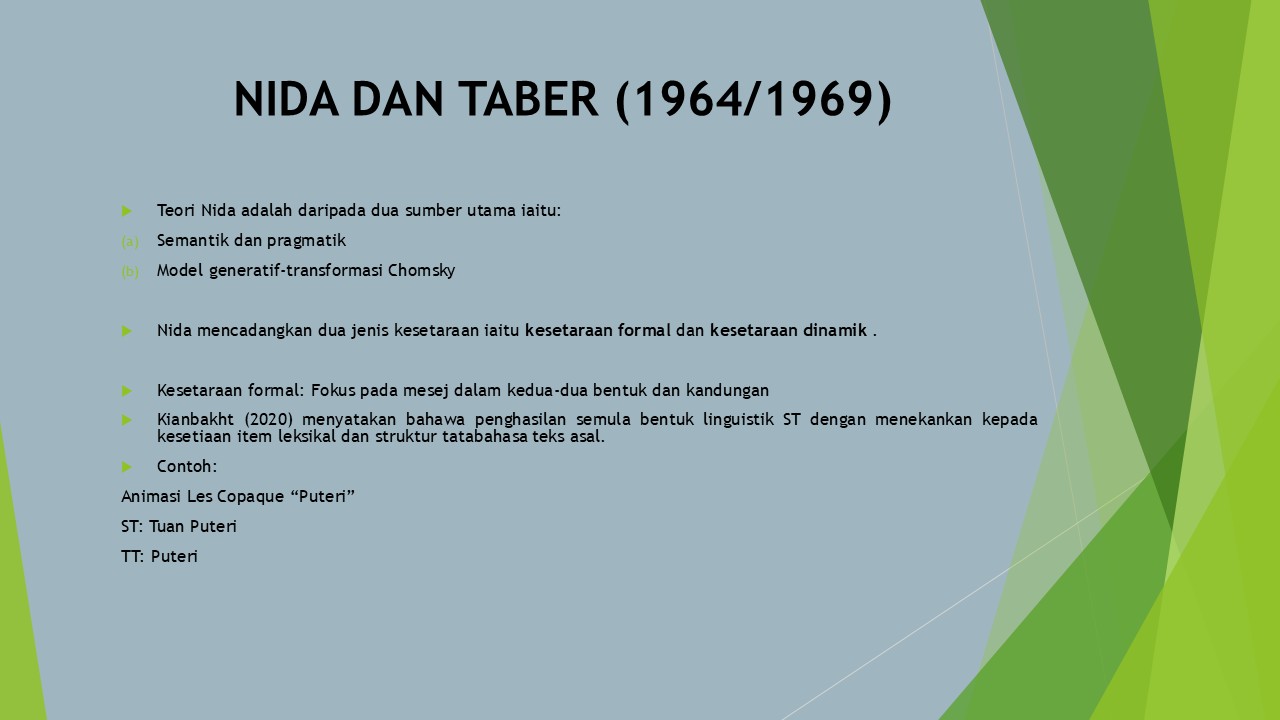 NIDA DAN TABER (1964/1969)
Teori Nida adalah daripada dua sumber utama iaitu:
(a) Semantik dan pragmatik
(b) Model generatif-transformasi Chomsky
Nida mencadangkan dua jenis kesetaraan iaitu kesetaraan formal dan kesetaraan dinamik .
Kesetaraan formal: Fokus pada mesej dalam kedua-dua bentuk dan kandungan
Kianbakht (2020) menyatakan bahawa penghasilan semula bentuk linguistik ST dengan menekankan kepada
kesetiaan item leksikal dan struktur tatabahasa teks asal.
Contoh:
Animasi Les Copaque “Puteri”
ST: Tuan Puteri
TT: Puteri